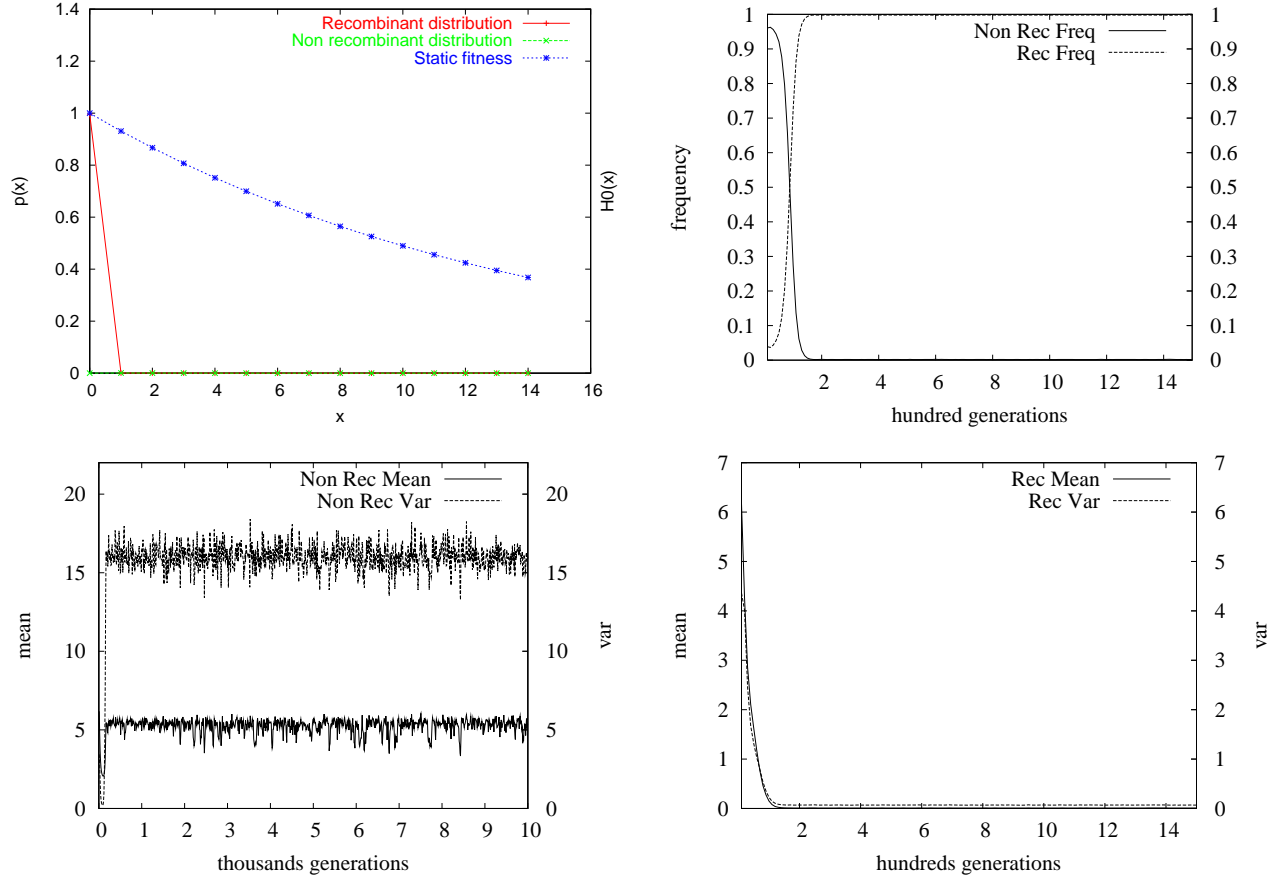 1.4
1.2
1
0.8
0.6
0.4
0.2
0
0 2 4 6 8 10 12 14 16
x
p(x)
H0(x)
Recombinant distribution
Non recombinant distribution
Static fitness
1
0.9
0.8
0.7
0.6
0.5
0.4
0.3
0.2
0.1
0
1
0.9
0.8
0.7
0.6
0.5
0.4
0.3
0.2
0.1
0
2 4 6 8 10 12 14
hundred generations
frequency
Non Rec Freq
Rec Freq
20
15
10
5
0
20
15
10
5
0
0 1 2 3 4 5 6 7 8 9 10
thousands generations
mean
var
Non Rec Mean
Non Rec Var
7
6
5
4
3
2
1
0
7
6
5
4
3
2
1
0
2 4 6 8 10 12 14
hundreds generations
mean
var
Rec Mean
Rec Var